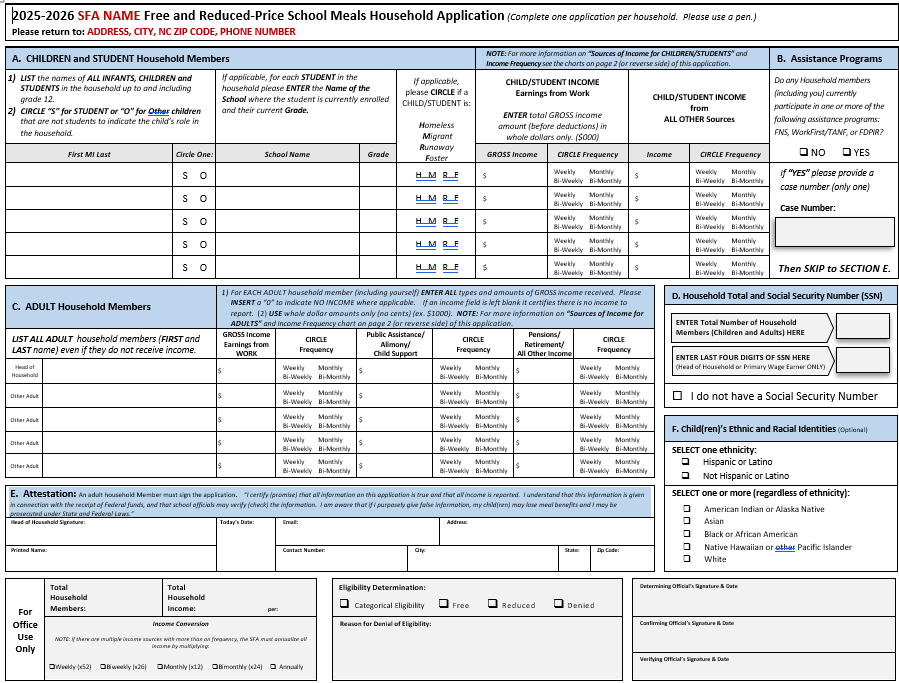 2025-2026 SFA NAME Free and Reduced-Price School Meals Household Application (Complete one application per household. Please use a pen.)
Please return to: ADDRESS, CITY, NC ZIP CODE, PHONE NUMBER
A. CHILDREN and STUDENT Household Members
NOTE: For more information on “Sources of Income for CHILDREN/STUDENTS” and
Income Frequency see the charts on page 2 (or reverse side) of this application.
B. Assistance Programs
1) LIST the names of ALL INFANTS, CHILDREN and
STUDENTS in the household up to and including
grade 12.
2) CIRCLE “S” for STUDENT or “O” for Other children
that are not students to indicate the child’s role in
the household.
If applicable, for each STUDENT in the
household please ENTER the Name of the
School where the student is currently enrolled
and their current Grade.
If applicable,
please CIRCLE if a
CHILD/STUDENT is:
Homeless
Migrant
Runaway
Foster
CHILD/STUDENT INCOME
Earnings from Work
ENTER total GROSS income
amount (before deductions) in
whole dollars only. ($000)
CHILD/STUDENT INCOME
from
ALL OTHER Sources
Do any Household members
(including you) currently
participate in one or more of the
following assistance programs:
FNS, WorkFirst/TANF, or FDPIR?
NO YES
First MI Last
Circle One:
School Name
Grade
GROSS Income
CIRCLE Frequency
Income
CIRCLE Frequency
S O H M R F $ Weekly Monthly $ Weekly Monthly
Bi-Weekly Bi-Monthly Bi-Weekly Bi-Monthly
S O H M R F $ Weekly Monthly $ Weekly Monthly
Bi-Weekly Bi-Monthly Bi-Weekly Bi-Monthly
S O H M R F $ Weekly Monthly $ Weekly Monthly
Bi-Weekly Bi-Monthly Bi-Weekly Bi-Monthly
S O H M R F $ Weekly Monthly $ Weekly Monthly
Bi-Weekly Bi-Monthly Bi-Weekly Bi-Monthly
S O H M R F $ Weekly Monthly $ Weekly Monthly
Bi-Weekly Bi-Monthly Bi-Weekly Bi-Monthly
if “YES” please provide a
case number (only one)
Case Number:
Then SKIP to SECTION E.
C. ADULT Household Members
1) For EACH ADULT household member (including yourself) ENTER ALL types and amounts of GROSS income received. Please
INSERT a “0” to indicate NO INCOME where applicable. If an income field is left blank it certifies there is no income to
report. (2) USE whole dollar amounts only (no cents) (ex. $1000). NOTE: For more information on “Sources of Income for
ADULTS” and Income Frequency chart on page 2 (or reverse side) of this application.
LIST ALL ADULT household members (FIRST and
LAST name) even if they do not receive income.
GROSS Income
Earnings from
WORK
CIRCLE
Frequency
Public Assistance/
Alimony/
Child Support
CIRCLE
Frequency
Pensions/
Retirement/
All Other Income
CIRCLE
Frequency
Head of
Household
$ Weekly Monthly $ Weekly Monthly $ Weekly Monthly
Bi-Weekly Bi-Monthly Bi-Weekly Bi-Monthly Bi-Weekly Bi-Monthly
Other Adult $ Weekly Monthly $ Weekly Monthly $ Weekly Monthly
Bi-Weekly Bi-Monthly Bi-Weekly Bi-Monthly Bi-Weekly Bi-Monthly
Other Adult $ Weekly Monthly $ Weekly Monthly $ Weekly Monthly
Bi-Weekly Bi-Monthly Bi-Weekly Bi-Monthly Bi-Weekly Bi-Monthly
Other Adult $ Weekly Monthly $ Weekly Monthly $ Weekly Monthly
Bi-Weekly Bi-Monthly Bi-Weekly Bi-Monthly Bi-Weekly Bi-Monthly
Other Adult $ Weekly Monthly $ Weekly Monthly $ Weekly Monthly
Bi-Weekly Bi-Monthly Bi-Weekly Bi-Monthly Bi-Weekly Bi-Monthly
D. Household Total and Social Security Number (SSN)
ENTER Total Number of Household
Members (Children and Adults) HERE
ENTER LAST FOUR DIGITS OF SSN HERE
(Head of Household or Primary Wage Earner ONLY)
I do not have a Social Security Number
E. Attestation: An adult household Member must sign the application. “I certify (promise) that all information on this application is true and that all income is reported. I understand that this information is given
in connection with the receipt of Federal funds, and that school officials may verify (check) the information. I am aware that if I purposely give false information, my child(ren) may lose meal benefits and I may be
prosecuted under State and Federal Laws.”
Head of Household Signature:
Today’s Date:
Email:
Address:
Printed Name:
Contact Number:
City:
State:
Zip Code:
F. Child(ren)’s Ethnic and Racial Identities (Optional)
SELECT one ethnicity:
Hispanic or Latino
Not Hispanic or Latino
SELECT one or more (regardless of ethnicity):
American Indian or Alaska Native
Asian
Black or African American
Native Hawaiian or other Pacific Islander
White
For
Office
Use
Only
Total
Household
Members:
Total
Household
Income: per:
Income Conversion
NOTE: If there are multiple income sources with more than on frequency, the SFA must annualize all
income by multiplying:
Weekly (x52) Biweekly (x26) Monthly (x12) Bimonthly (x24) Annually
Eligibility Determination:
Categorical Eligibility Free Reduced Denied
Reason for Denial of Eligibility:
Determining Official’s Signature & Date
Confirming Official’s Signature & Date
Verifying Official’s Signature & Date